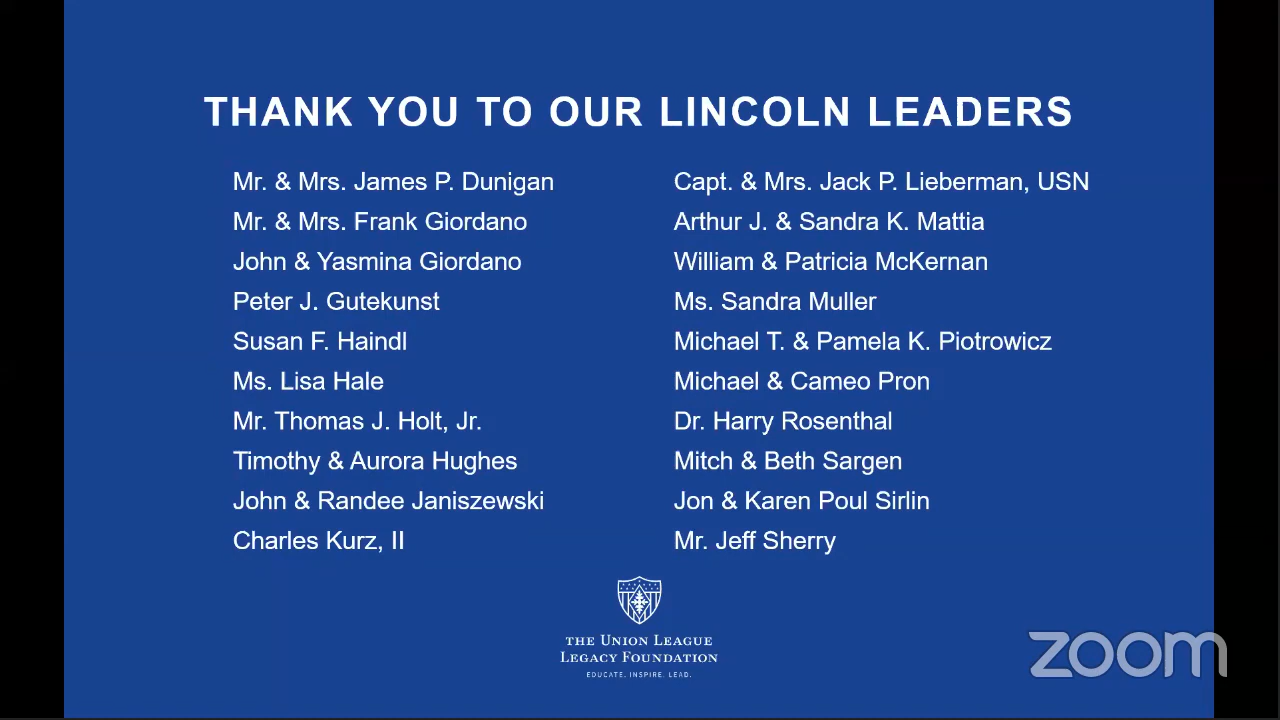 THANK YOU TO OUR LINCOLN LEADERS
Mr. & Mrs. James P. Dunigan
Mr. & Mrs. Frank Giordano
John & Yasmina Giordano
Peter J. Gutekunst
Susan F. Haindl
Ms. Lisa Hale
Mr. Thomas J. Holt, Jr.
Timothy & Aurora Hughes
John & Randee Janiszewski
Charles Kurz, II
Capt. & Mrs. Jack P. Lieberman, USN
Arthur J. & Sandra K. Mattia
William & Patricia McKernan
Ms. Sandra Muller
Michael T. & Pamela K. Piotrowicz
Michael & Cameo Pron
Dr. Harry Rosenthal
Mitch & Beth Sargen
Jon & Karen Poul Sirlin
Mr. Jeff Sherry
THE UNION LEAGUE
LEGACY FOUNDATION
EDUCATE. INSPIRE. LEAD.
zoom